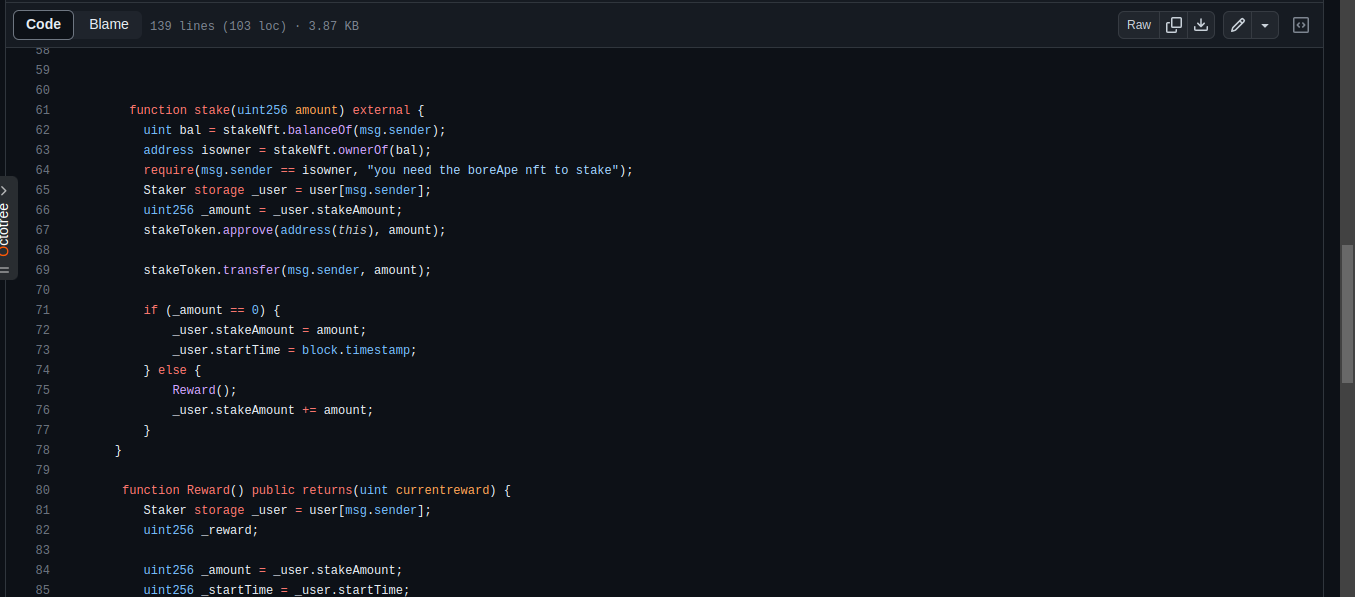 Code Blame 139 lines (103 loc) · 3.87 KB Raw
58
59
60
61 function stake(uint256 amount) external {
62 uint bal = stakeNft.balanceOf(msg.sender);
63 address isowner = stakeNft.ownerOf(bal);
64 require(msg.sender == isowner, "you need the boreApe nft to stake");
65 Staker storage _user = user[msg.sender];
66 uint256 _amount = _user.stakeAmount;
67 stakeToken.approve(address(this), amount);
68
69 stakeToken.transfer(msg.sender, amount);
70
71 if (_amount == 0) {
72 _user.stakeAmount = amount;
73 _user.startTime = block.timestamp;
74 } else {
75 Reward();
76 _user.stakeAmount += amount;
77 }
78 }
79
80 function Reward() public returns(uint currentreward) {
81 Staker storage _user = user[msg.sender];
82 uint256 _reward;
83
84 uint256 _amount = _user.stakeAmount;
85 uint256 _startTime = _user.startTime;
Octotree